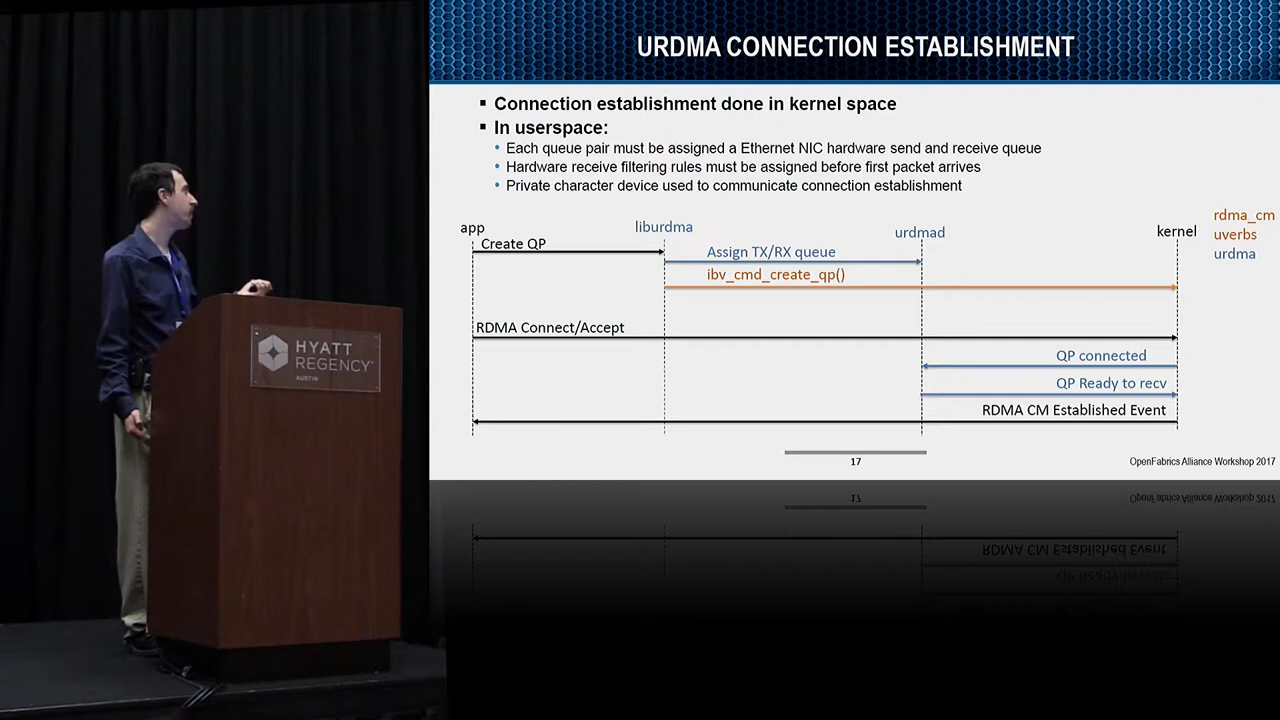 URDMA CONNECTION ESTABLISHMENT
▪ Connection establishment done in kernel space
▪ In userspace:
• Each queue pair must be assigned a Ethernet NIC hardware send and receive queue
• Hardware receive filtering rules must be assigned before first packet arrives
• Private character device used to communicate connection establishment
rdma_cm
uverbs
urdma
app
liburdma
urdmad
kernel
Create QP
Assign TX/RX queue
ibv_cmd_create_qp()
RDMA Connect/Accept
QP connected
QP Ready to recv
RDMA CM Established Event
17
OpenFabrics Alliance Workshop 2017
HYATT
REGENCY
AUSTIN